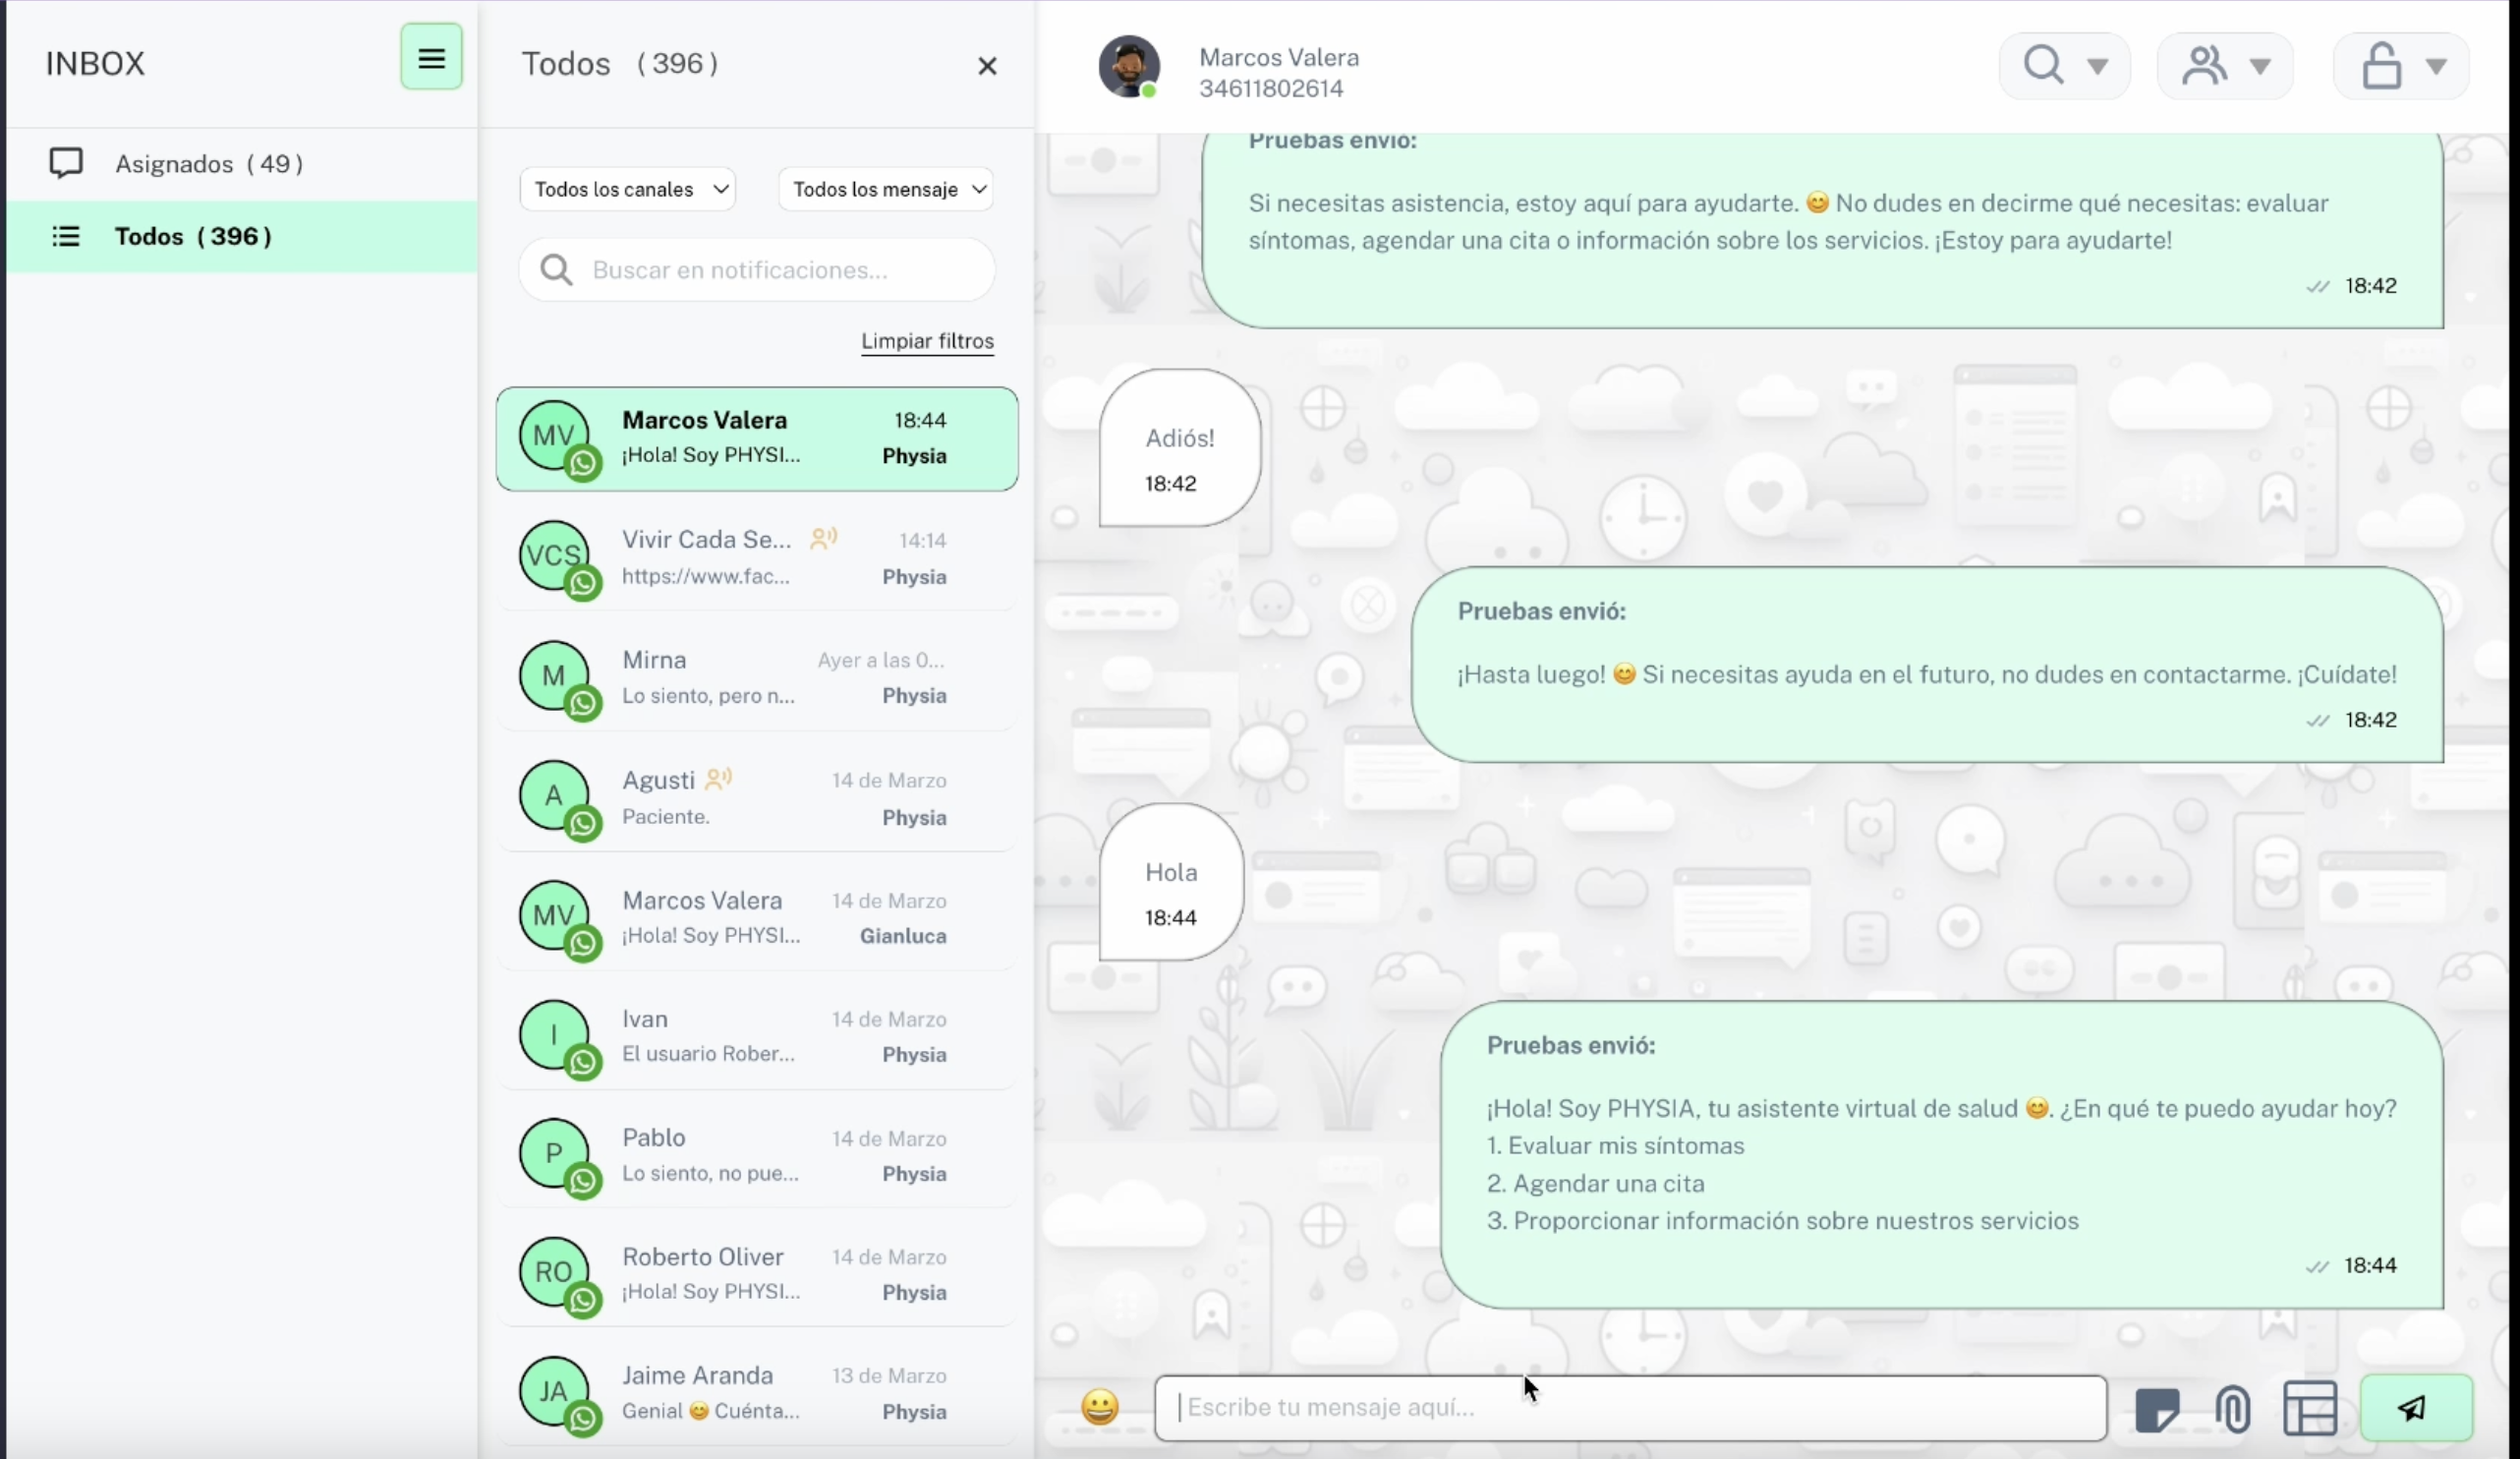 INBOX
Asignados ( 49 )
Todos ( 396 )
Todos ( 396 )
Todos los canales
Todos los mensaje
Buscar en notificaciones...
Limpiar filtros
MV
Marcos Valera
18:44
¡Hola! Soy PHYSI...
Physia
VCS
Vivir Cada Se...
14:14
https://www.fac...
Physia
M
Mirna
Ayer a las 0...
Lo siento, pero n...
Physia
A
Agusti
14 de Marzo
Paciente.
Physia
MV
Marcos Valera
14 de Marzo
¡Hola! Soy PHYSI...
Gianluca
I
Ivan
14 de Marzo
El usuario Rober...
Physia
P
Pablo
14 de Marzo
Lo siento, no pue...
Physia
RO
Roberto Oliver
14 de Marzo
¡Hola! Soy PHYSI...
Physia
JA
Jaime Aranda
13 de Marzo
Genial 😊 Cuénta...
Physia
Marcos Valera
34611802614
Pruebas envió:
Si necesitas asistencia, estoy aquí para ayudarte. 😊 No dudes en decirme qué necesitas: evaluar
síntomas, agendar una cita o información sobre los servicios. ¡Estoy para ayudarte!
18:42
Adiós!
18:42
Pruebas envió:
¡Hasta luego! 😊 Si necesitas ayuda en el futuro, no dudes en contactarme. ¡Cuídate!
18:42
Hola
18:44
Pruebas envió:
¡Hola! Soy PHYSIA, tu asistente virtual de salud 😊. ¿En qué te puedo ayudar hoy?
1. Evaluar mis síntomas
2. Agendar una cita
3. Proporcionar información sobre nuestros servicios
18:44
Escribe tu mensaje aquí...